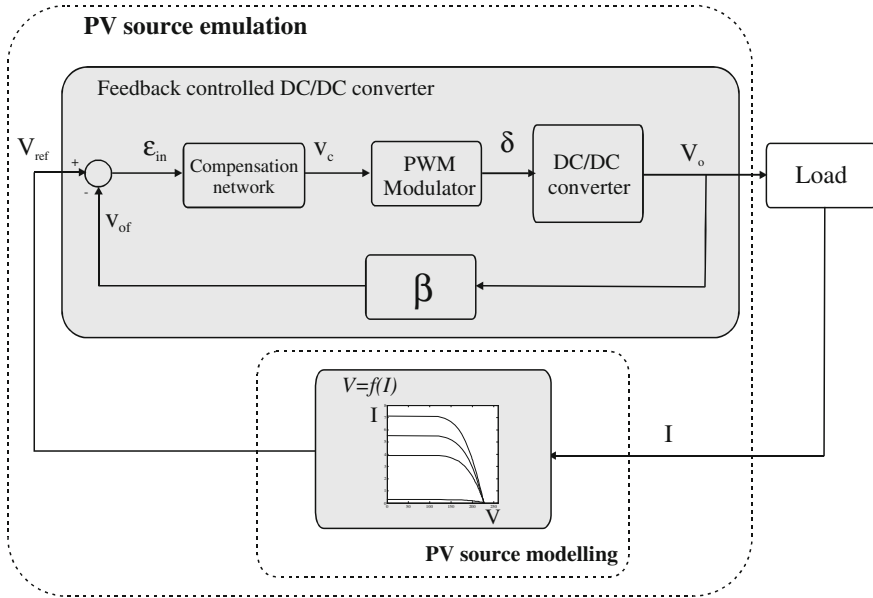 PV source emulation
Feedback controlled DC/DC converter
V_ref
+
-
ε_in
Compensation
network
v_c
PWM
Modulator
δ
DC/DC
converter
V_o
Load
v_of
β
V=f(I)
I
V
I
PV source modelling